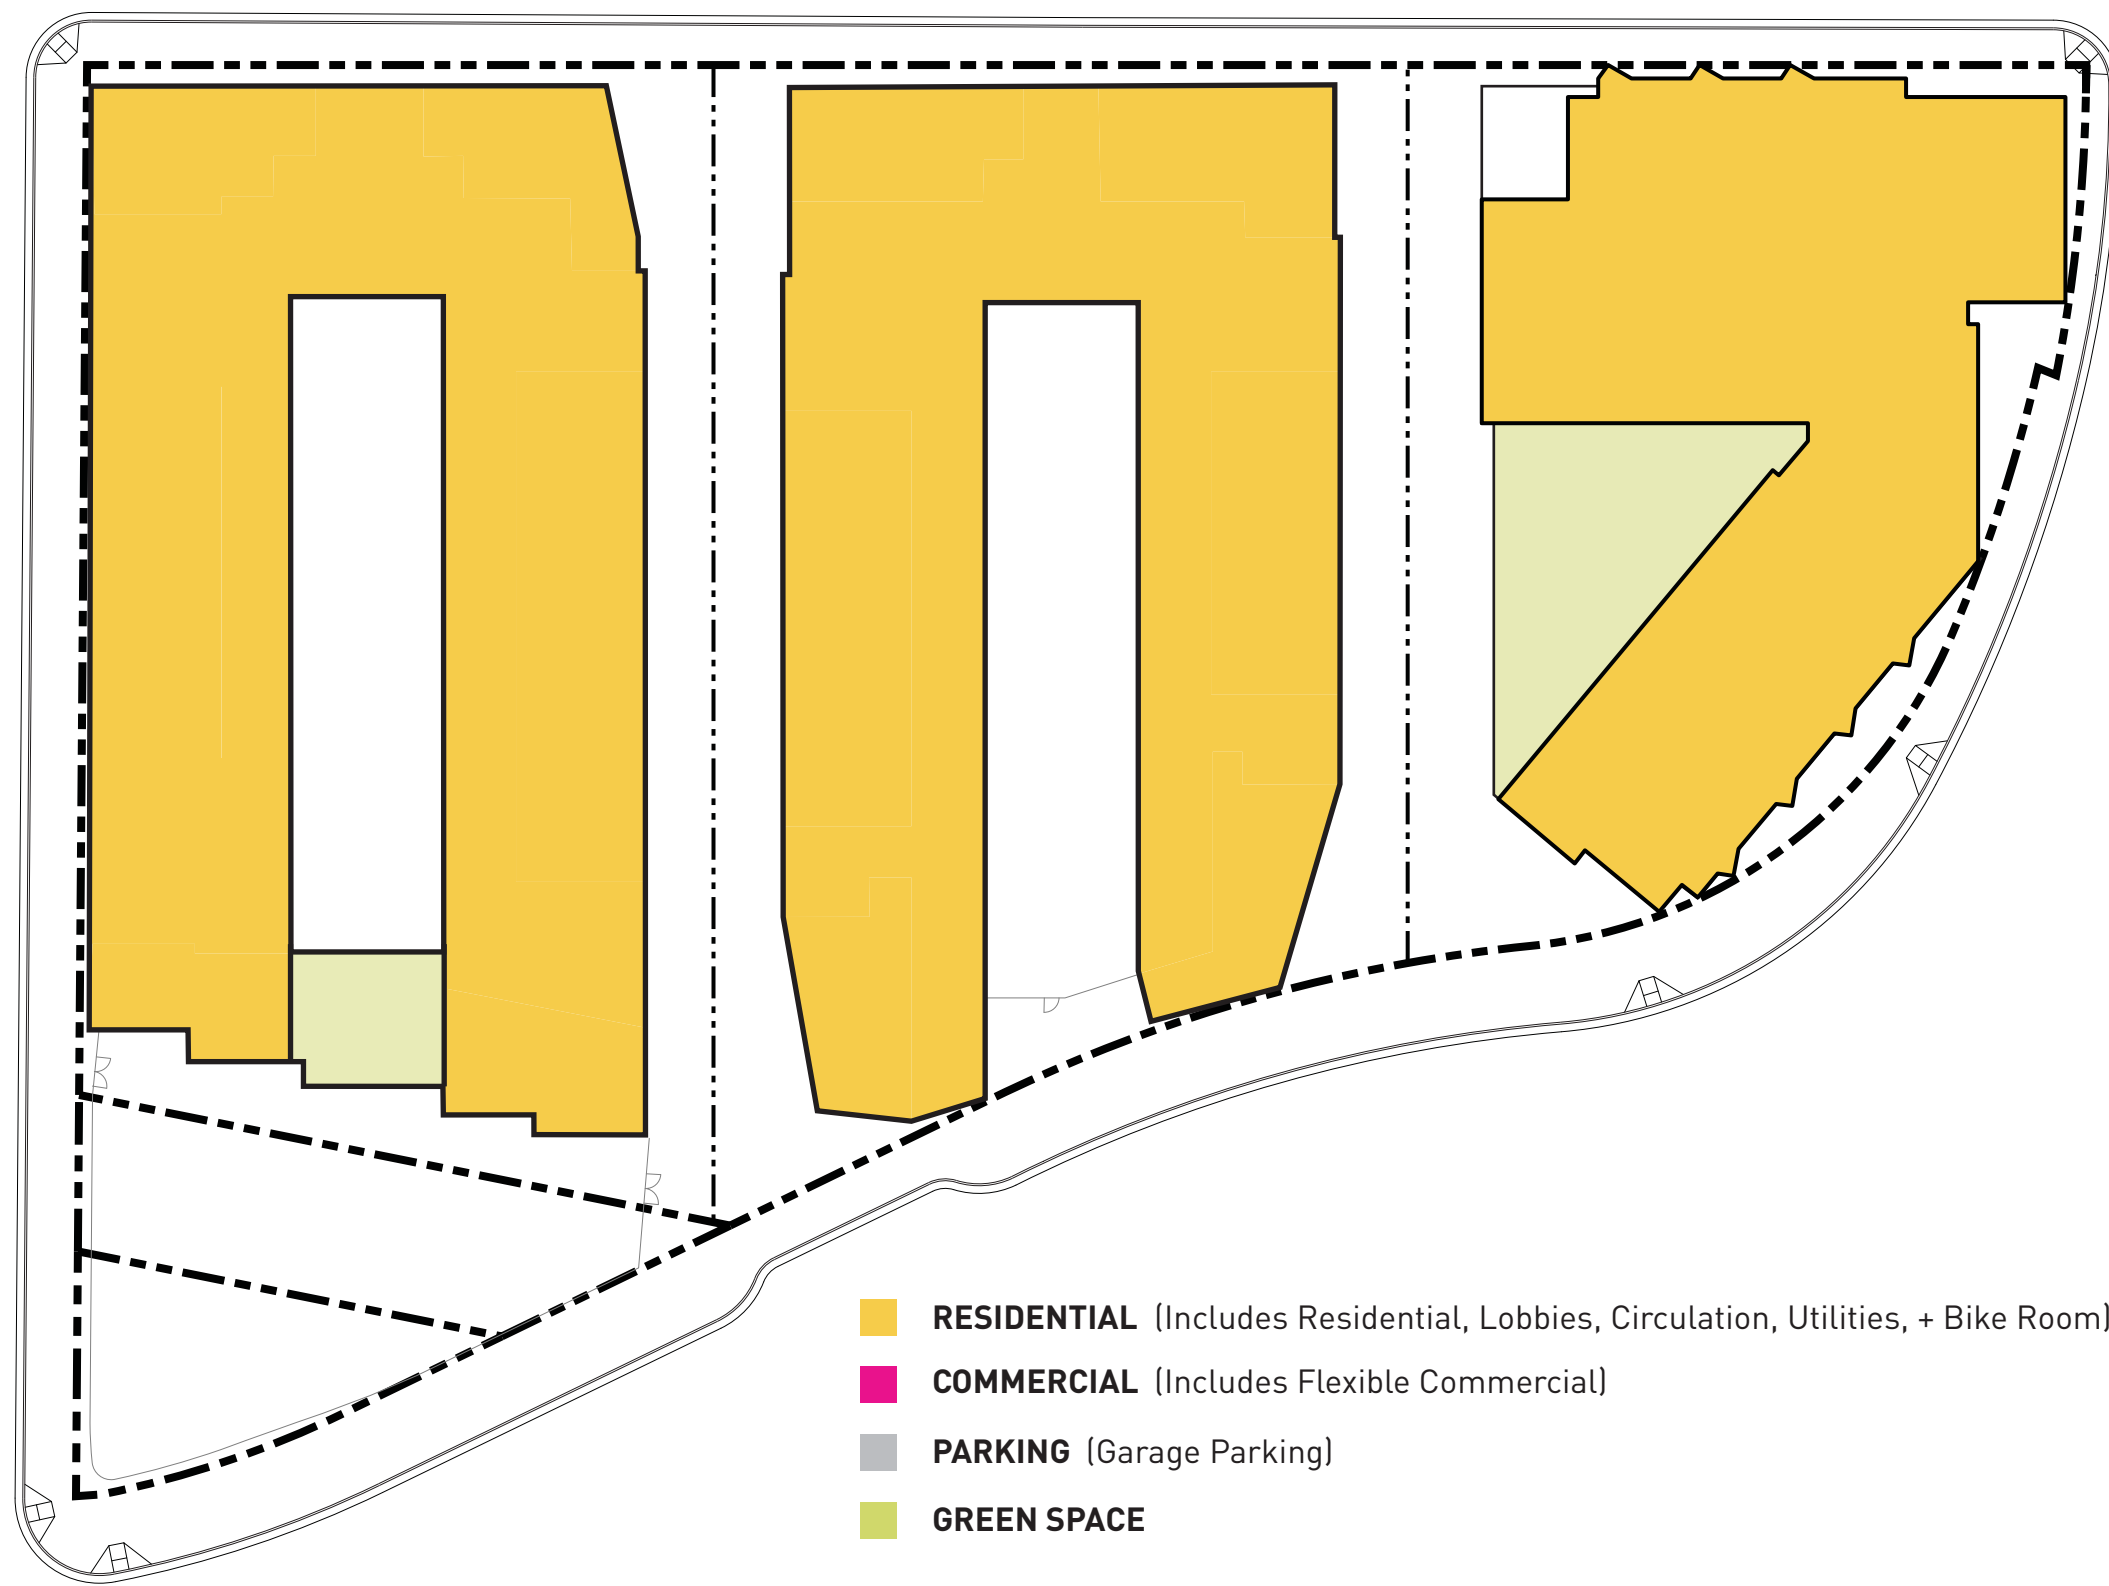 RESIDENTIAL (Includes Residential, Lobbies, Circulation, Utilities, + Bike Room)
COMMERCIAL (Includes Flexible Commercial)
PARKING (Garage Parking)
GREEN SPACE